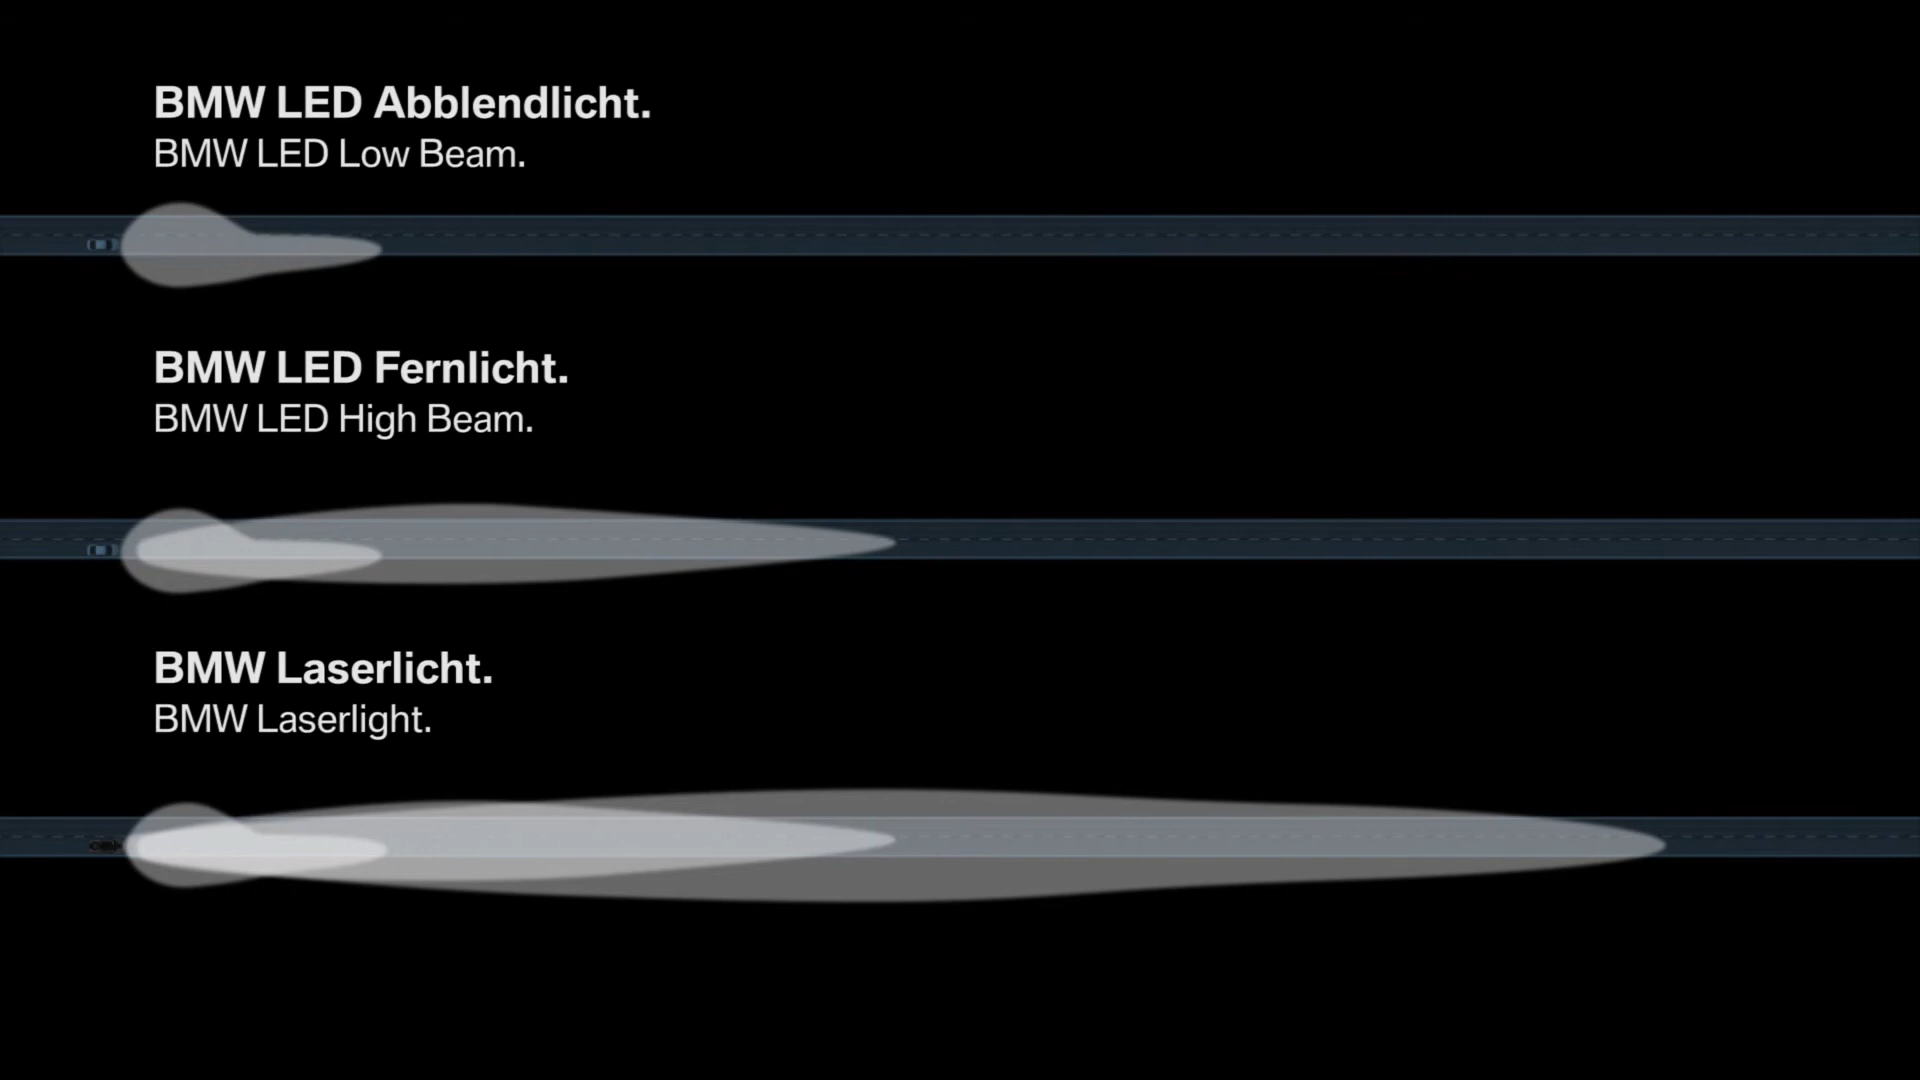 BMW LED Abblendlicht.
BMW LED Low Beam.
BMW LED Fernlicht.
BMW LED High Beam.
BMW Laserlicht.
BMW Laserlight.